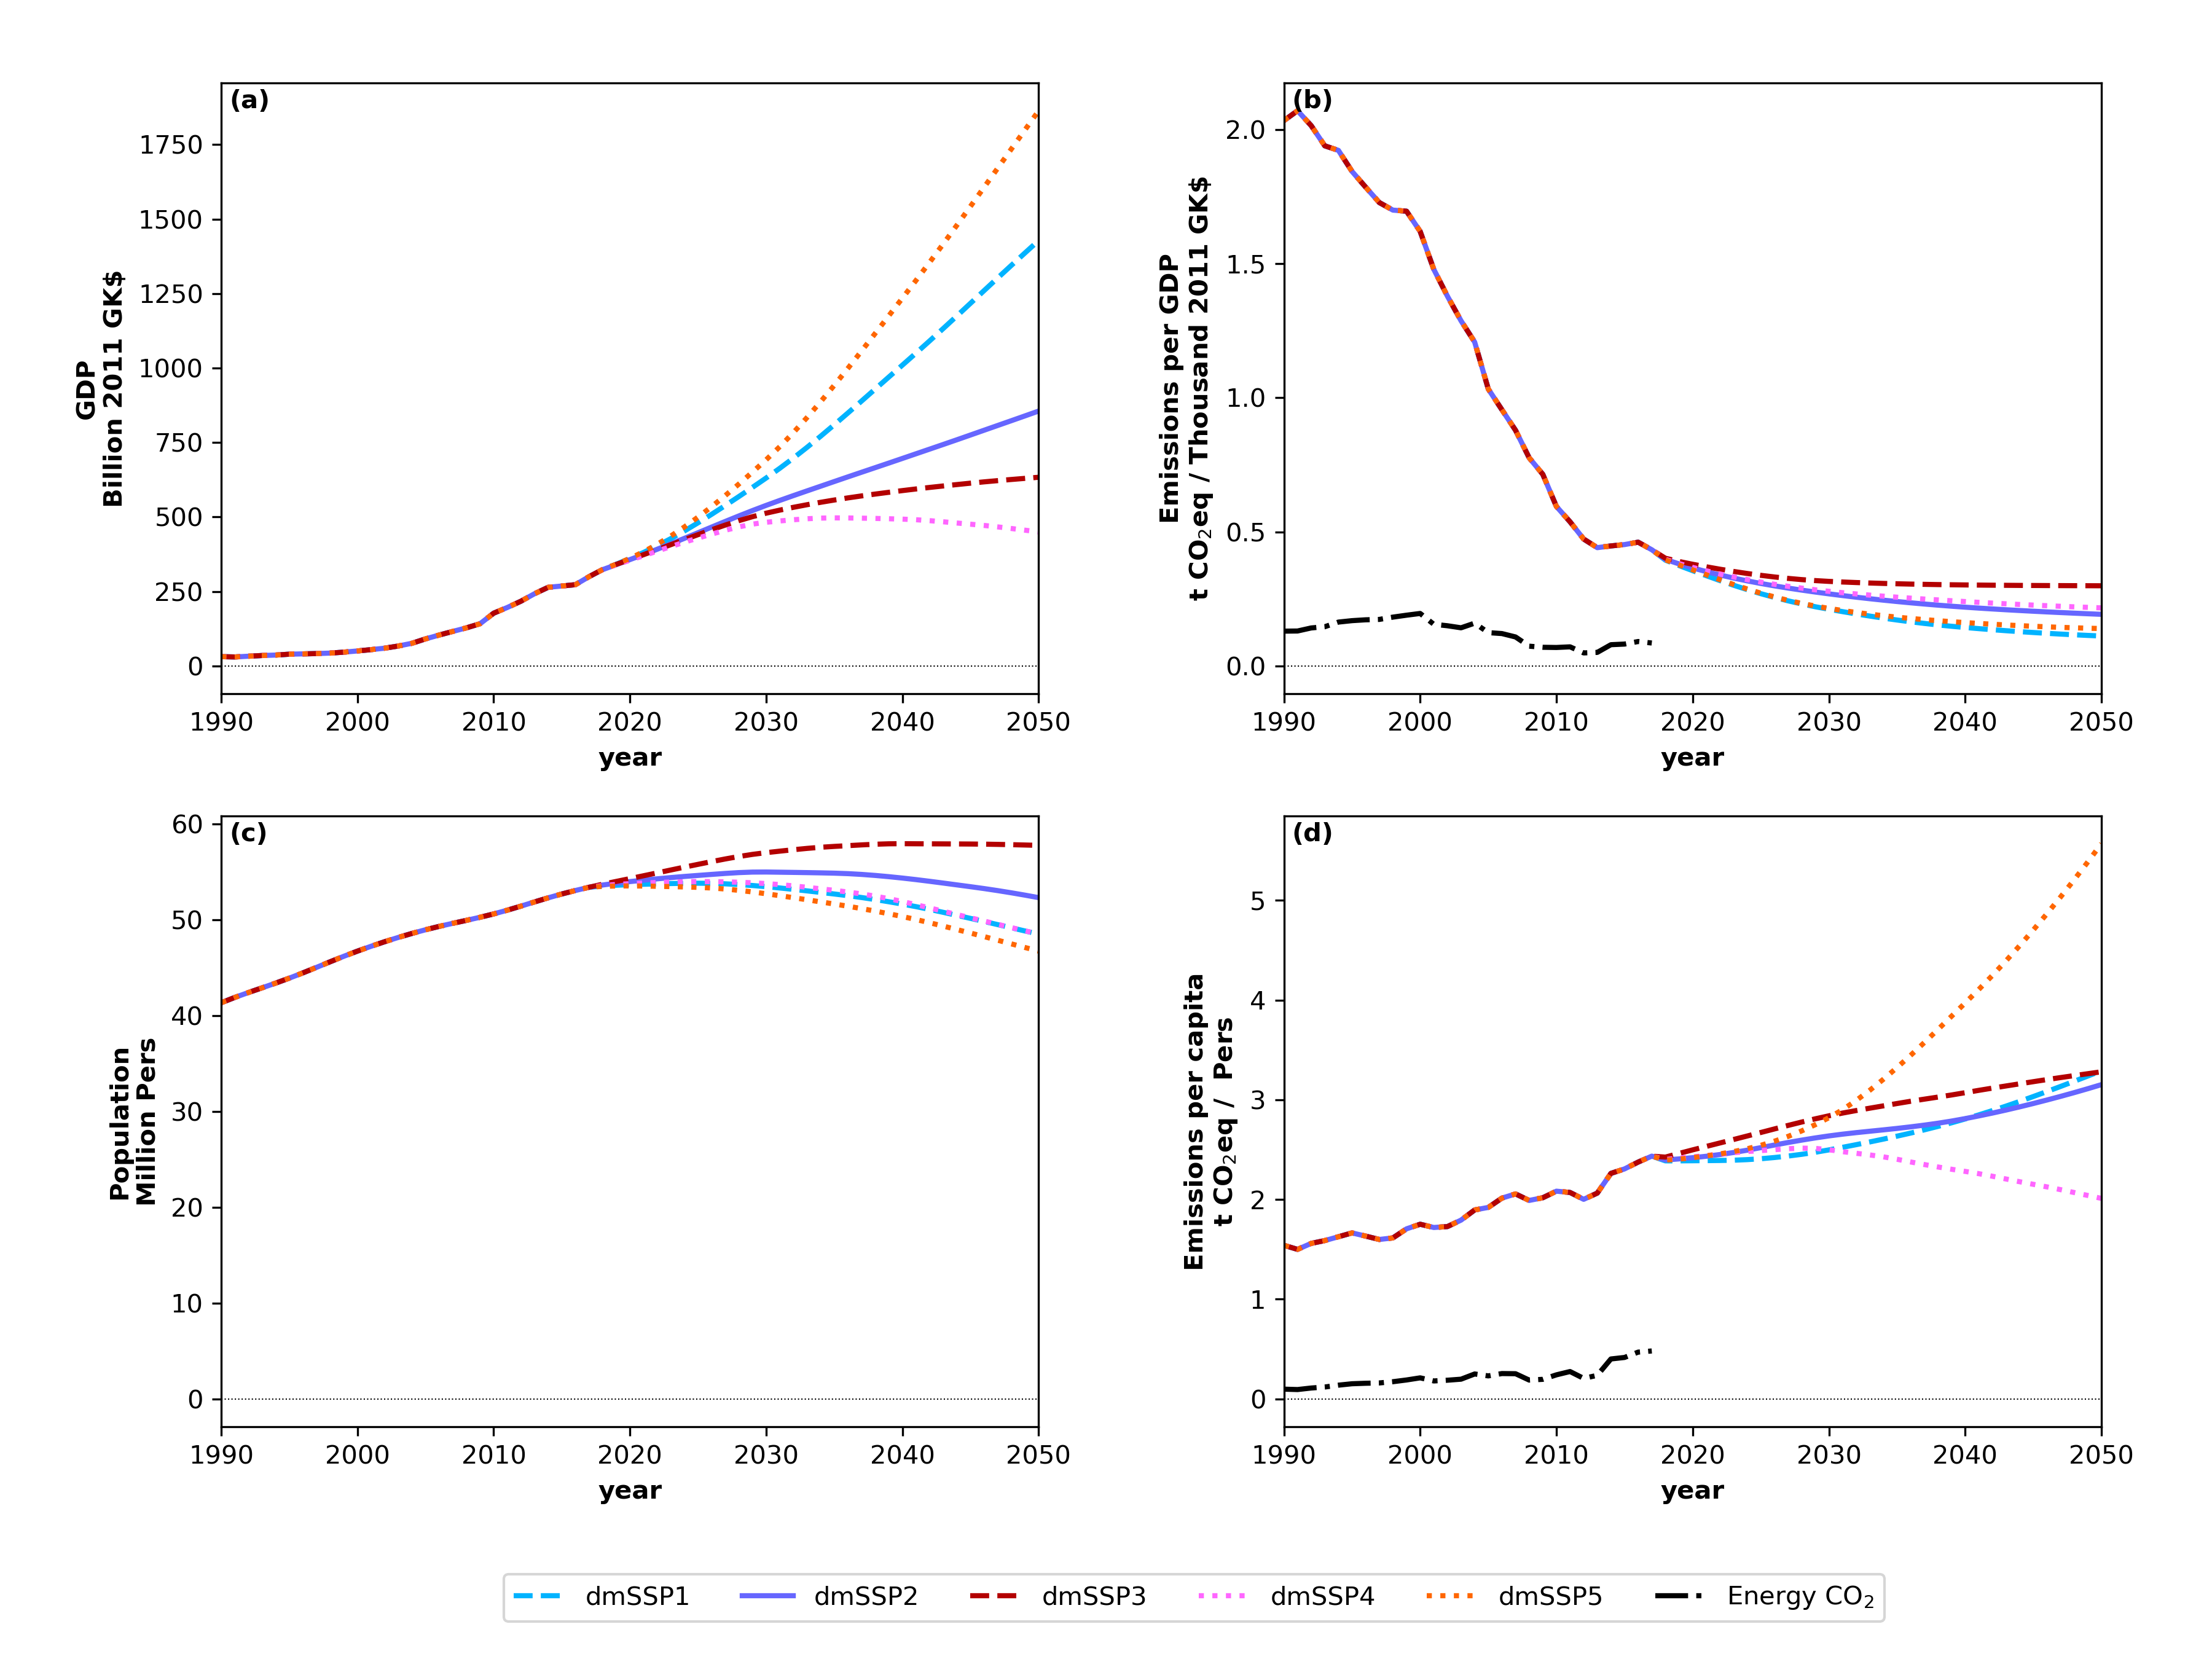 (a)
GDP
Billion 2011 GK$
1750
1500
1250
1000
750
500
250
0
1990 2000 2010 2020 2030 2040 2050
year
(b)
Emissions per GDP
t CO₂eq / Thousand 2011 GK$
2.0
1.5
1.0
0.5
0.0
1990 2000 2010 2020 2030 2040 2050
year
(c)
Population
Million Pers
60
50
40
30
20
10
0
1990 2000 2010 2020 2030 2040 2050
year
(d)
Emissions per capita
t CO₂eq / Pers
5
4
3
2
1
0
1990 2000 2010 2020 2030 2040 2050
year
dmSSP1 dmSSP2 dmSSP3 dmSSP4 dmSSP5 Energy CO₂